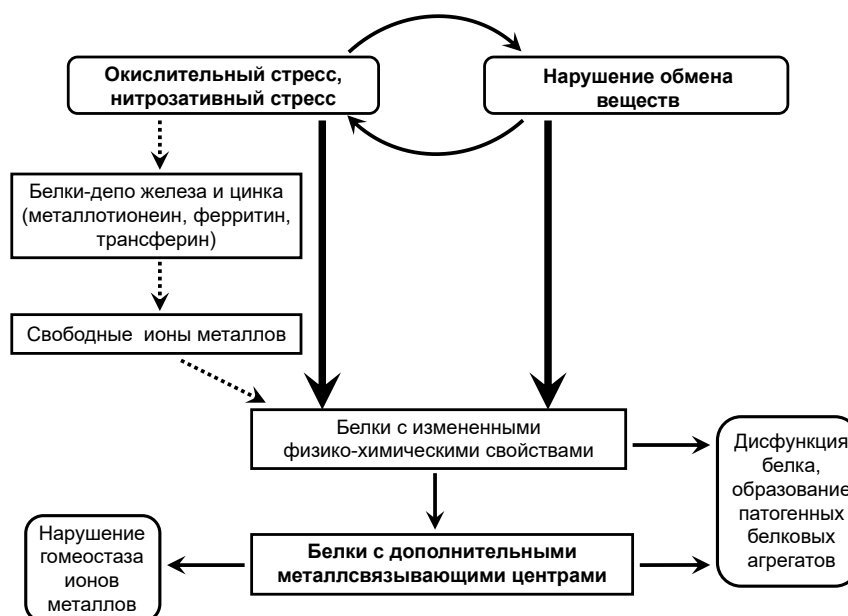 Окислительный стресс,
нитрозативный стресс
Нарушение обмена
веществ
Белки-депо железа и цинка
(металлотионеин, ферритин,
трансферин)
Свободные ионы металлов
Белки с измененными
физико-химическими свойствами
Дисфункция
белка,
образование
патогенных
белковых
агрегатов
Нарушение
гомеостаза
ионов
металлов
Белки с дополнительными
металлсвязывающими центрами